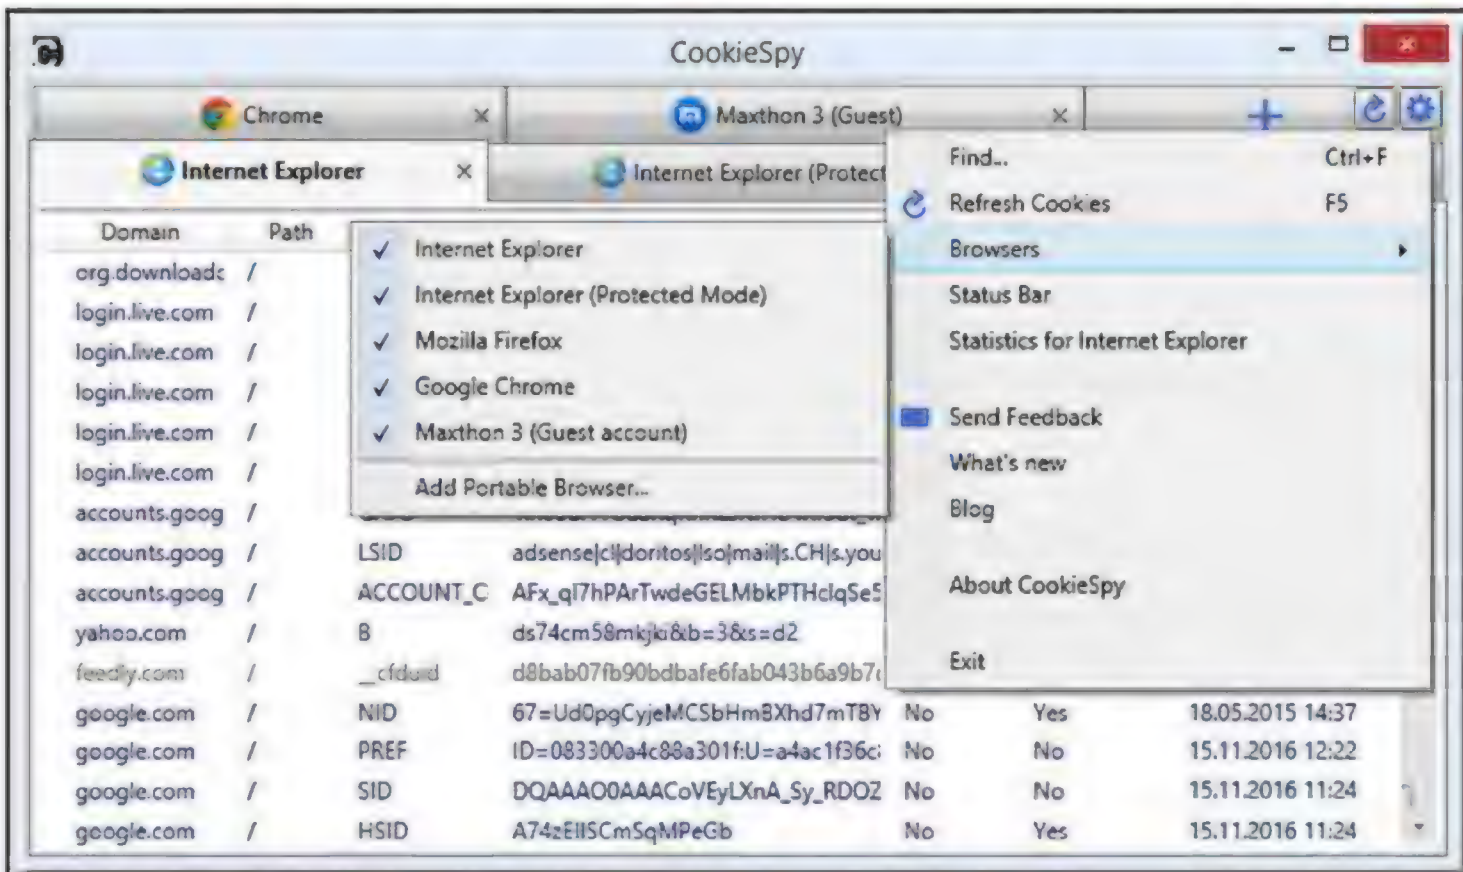 CookieSpy
Chrome
Maxthon 3 (Guest)
Internet Explorer
Internet Explorer (Protect
Find... Ctrl+F
Refresh Cookies F5
Browsers
Status Bar
Statistics for Internet Explorer
Send Feedback
What's new
Blog
About CookieSpy
Exit
Internet Explorer
Internet Explorer (Protected Mode)
Mozilla Firefox
Google Chrome
Maxthon 3 (Guest account)
Add Portable Browser...
Domain Path
org.downloadc /
login.live.com /
login.live.com /
login.live.com /
login.live.com /
login.live.com /
accounts.goog /
accounts.goog / LSID adsense|cl|doritos|lso|mail|s.CH|s.you
accounts.goog / ACCOUNT_C
yahoo.com / B ds74cm58mkjki&b=3&s=d2
feedly.com / __cfduid d8bab07fb90bdbafe6fab043b6a9b7
google.com / NID 67=Ud0pgCyjeMCSbHmBXhd7mTBY No Yes 18.05.2015 14:37
google.com / PREF ID=083300a4c88a301f:U=a4ac1f36c No No 15.11.2016 12:22
google.com / SID No No 15.11.2016 11:24
google.com / HSID No Yes 15.11.2016 11:24